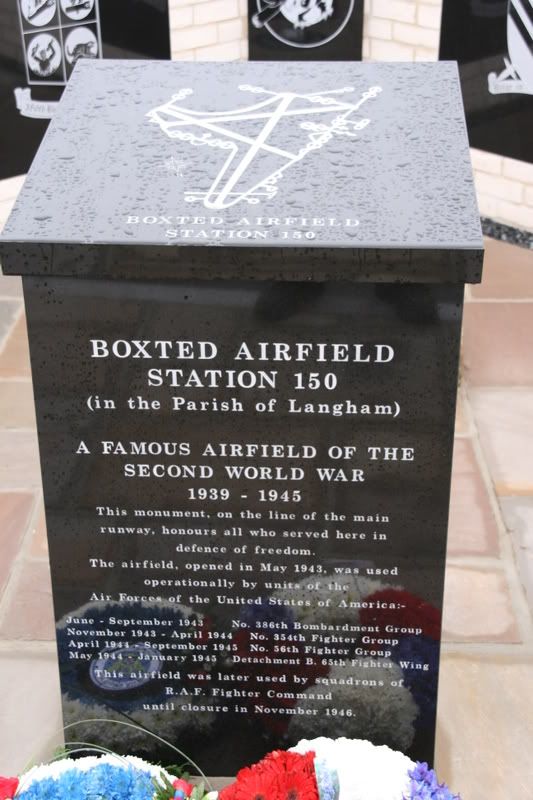 BOXTED AIRFIELD
STATION 150
BOXTED AIRFIELD
STATION 150
(in the Parish of Langham)
A FAMOUS AIRFIELD OF THE
SECOND WORLD WAR
1939 - 1945
This monument, on the line of the main
runway, honours all who served here in
defence of freedom.
The airfield, opened in May 1943, was used
operationally by units of the
Air Forces of the United States of America:-
June - September 1943 No. 386th Bombardment Group
November 1943 - April 1944 No. 354th Fighter Group
April 1944 - September 1945 No. 56th Fighter Group
May 1944 - January 1945 Detachment B. 65th Fighter Wing
This airfield was later used by squadrons of
R.A.F. Fighter Command
until closure in November 1946.